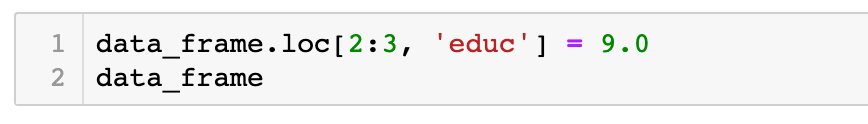 1 data_frame.loc[2:3, 'educ'] = 9.0
2 data_frame